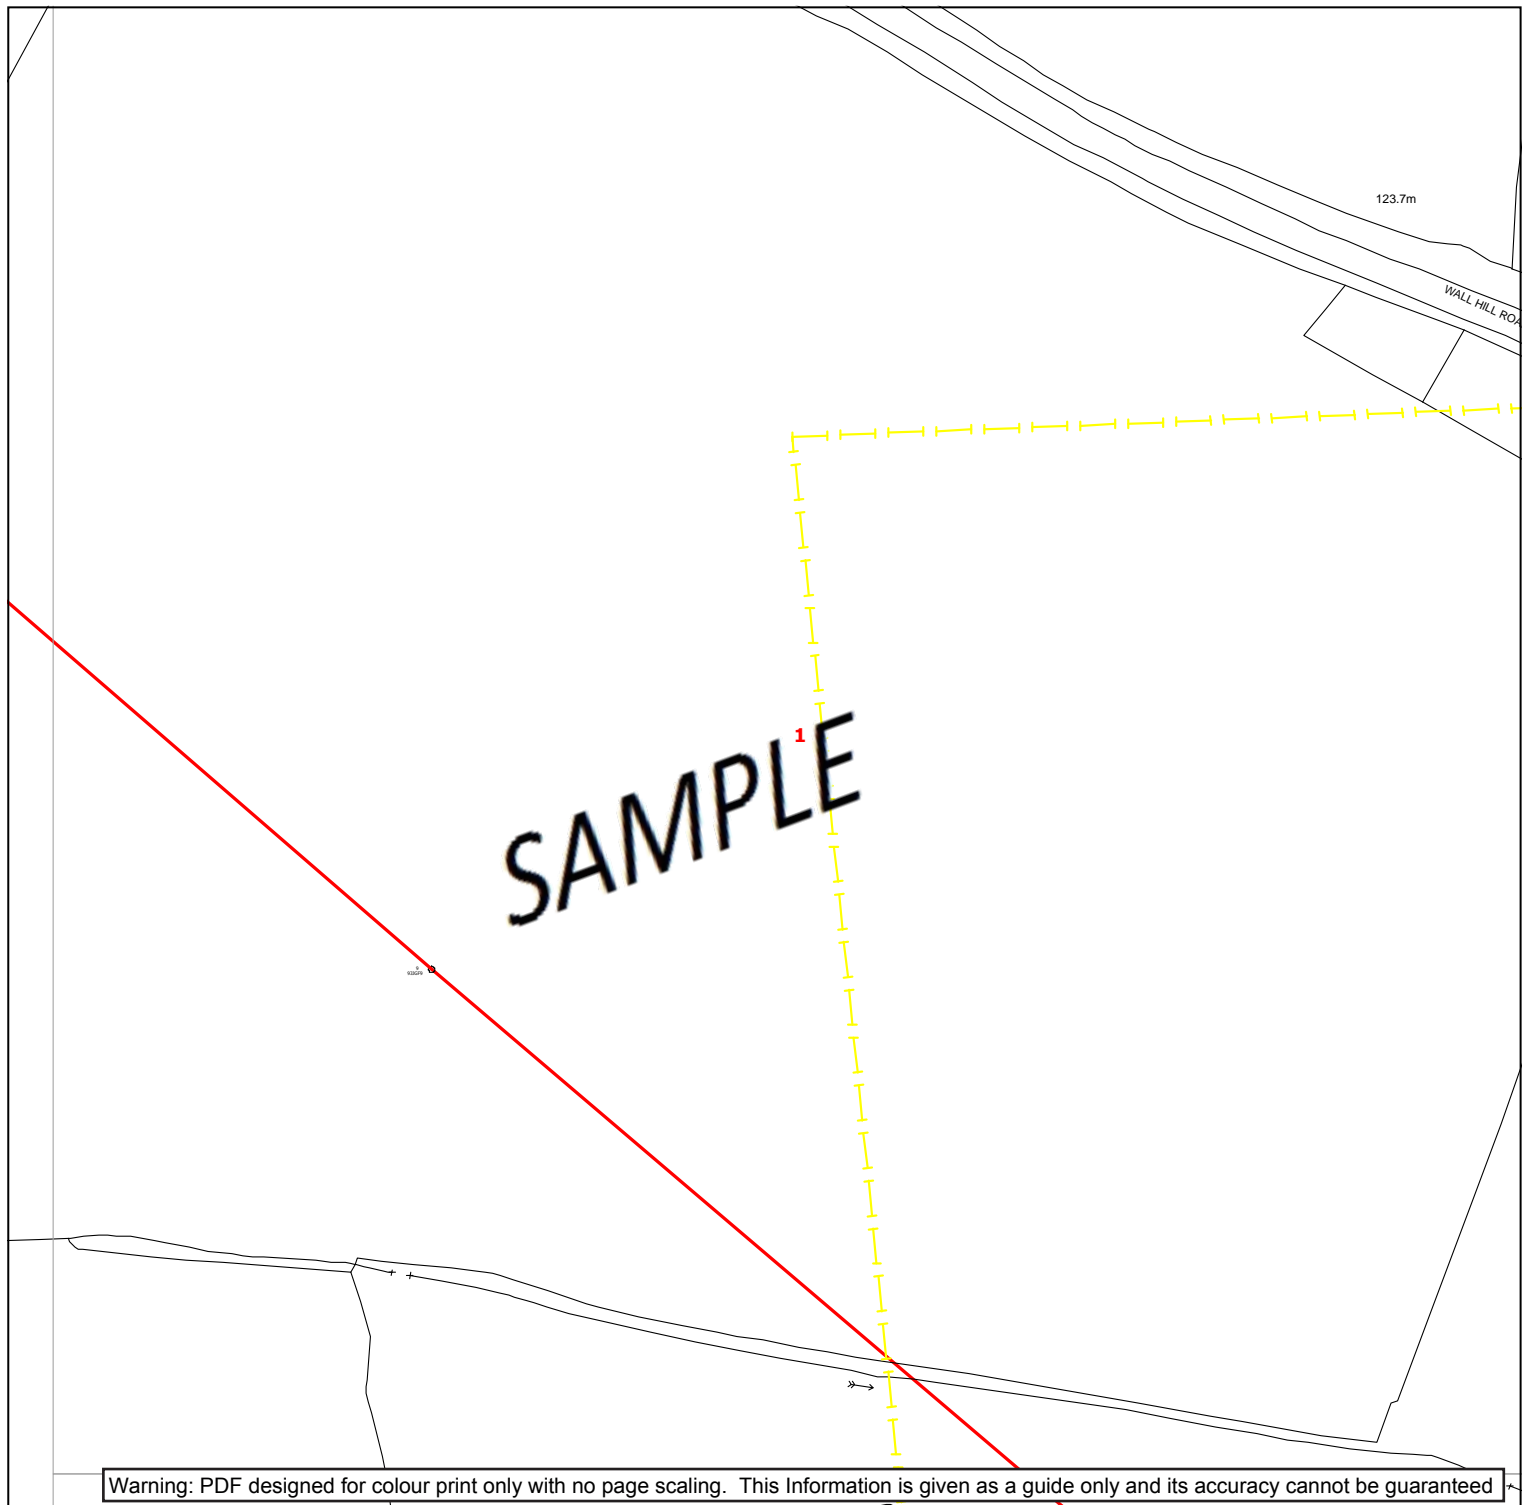 123.7m
WALL HILL ROA
1
SAMPLE
Warning: PDF designed for colour print only with no page scaling. This Information is given as a guide only and its accuracy cannot be guaranteed